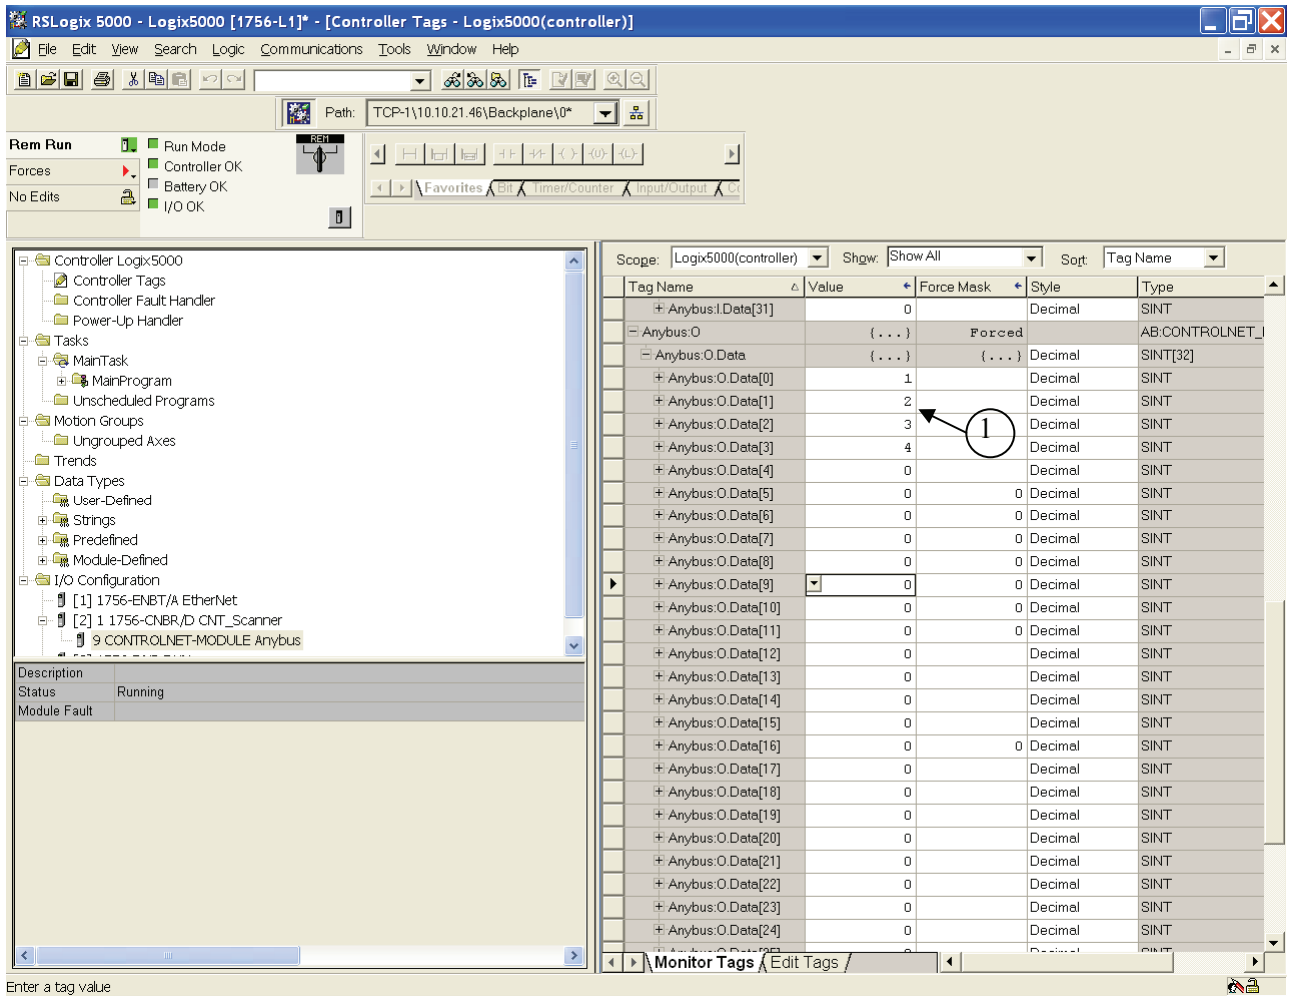 RSLogix 5000 - Logix5000 [1756-L1]* - [Controller Tags - Logix5000(controller)]
File Edit View Search Logic Communications Tools Window Help
Path: TCP-1\10.10.21.46\Backplane\0*
Rem Run
Forces
No Edits
Run Mode
Controller OK
Battery OK
I/O OK
REM
Favorites Bit Timer/Counter Input/Output
Controller Logix5000
Controller Tags
Controller Fault Handler
Power-Up Handler
Tasks
MainTask
MainProgram
Unscheduled Programs
Motion Groups
Ungrouped Axes
Trends
Data Types
User-Defined
Strings
Predefined
Module-Defined
I/O Configuration
[1] 1756-ENBT/A EtherNet
[2] 1 1756-CNBR/D CNT_Scanner
9 CONTROLNET-MODULE Anybus
Description
Status Running
Module Fault
Scope: Logix5000(controller) Show: Show All Sort: Tag Name
Tag Name Value Force Mask Style Type
Anybus:I.Data[31] 0 Decimal SINT
Anybus:O {...} Forced AB:CONTROLNET_
Anybus:O.Data {...} {...} Decimal SINT[32]
Anybus:O.Data[0] 1 Decimal SINT
Anybus:O.Data[1] 2 Decimal SINT
Anybus:O.Data[2] 3 Decimal SINT
1
Anybus:O.Data[3] 4 Decimal SINT
Anybus:O.Data[4] 0 Decimal SINT
Anybus:O.Data[5] 0 0 Decimal SINT
Anybus:O.Data[6] 0 0 Decimal SINT
Anybus:O.Data[7] 0 0 Decimal SINT
Anybus:O.Data[8] 0 0 Decimal SINT
Anybus:O.Data[9] 0 0 Decimal SINT
Anybus:O.Data[10] 0 0 Decimal SINT
Anybus:O.Data[11] 0 0 Decimal SINT
Anybus:O.Data[12] 0 Decimal SINT
Anybus:O.Data[13] 0 Decimal SINT
Anybus:O.Data[14] 0 Decimal SINT
Anybus:O.Data[15] 0 Decimal SINT
Anybus:O.Data[16] 0 0 Decimal SINT
Anybus:O.Data[17] 0 Decimal SINT
Anybus:O.Data[18] 0 Decimal SINT
Anybus:O.Data[19] 0 Decimal SINT
Anybus:O.Data[20] 0 Decimal SINT
Anybus:O.Data[21] 0 Decimal SINT
Anybus:O.Data[22] 0 Decimal SINT
Anybus:O.Data[23] 0 Decimal SINT
Anybus:O.Data[24] 0 Decimal SINT
Monitor Tags Edit Tags
Enter a tag value